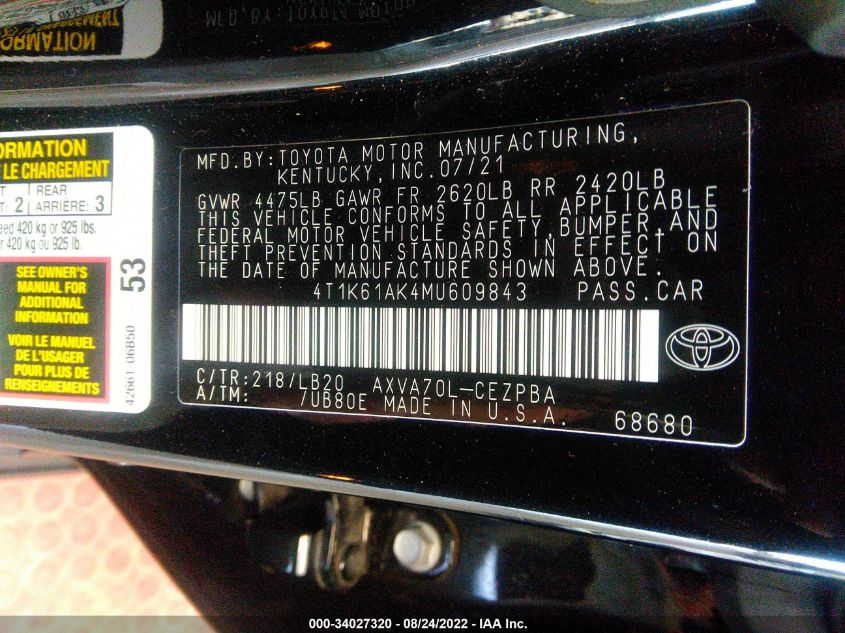 FORMATION
ORMATION
T LE CHARGEMENT
REAR
2 ARRIÈRE: 3
eed 420 kg or 925 lbs.
r 420 kg ou 925 lb.
SEE OWNER'S
MANUAL FOR
ADDITIONAL
INFORMATION
VOIR LE MANUEL
DE L'USAGER
POUR PLUS DE
RENSEIGNEMENTS
53
42661-06B50
MFD.BY:TOYOTA MOTOR MANUFACTURING,
KENTUCKY,INC.07/21
GVWR 4475LB GAWR FR 2620LB RR 2420LB
THIS VEHICLE CONFORMS TO ALL APPLICABLE
FEDERAL MOTOR VEHICLE SAFETY,BUMPER,AND
THEFT PREVENTION STANDARDS IN EFFECT ON
THE DATE OF MANUFACTURE SHOWN ABOVE.
4T1K61AK4MU609843 PASS.CAR
C/TR:218/LB20 AXVA70L-CEZPBA
A/TM: 7UB80E MADE IN U.S.A.
68680
000-34027320 - 08/24/2022 - IAA Inc.